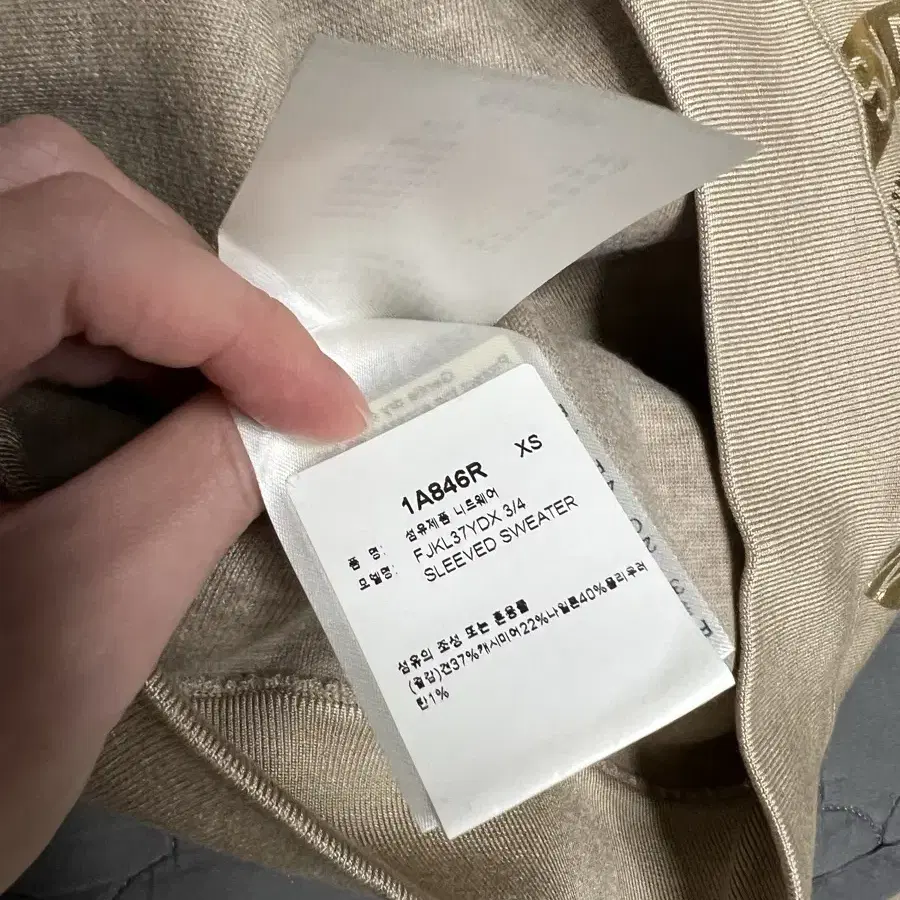 1A846R XS
품 명: 섬유제품 니트웨어
모델명: FJKL37YDX 3/4
SLEEVED SWEATER
섬유의 조성 또는 혼용률
(겉감)견37%캐시미어22%나일론40%폴리우레
탄1%